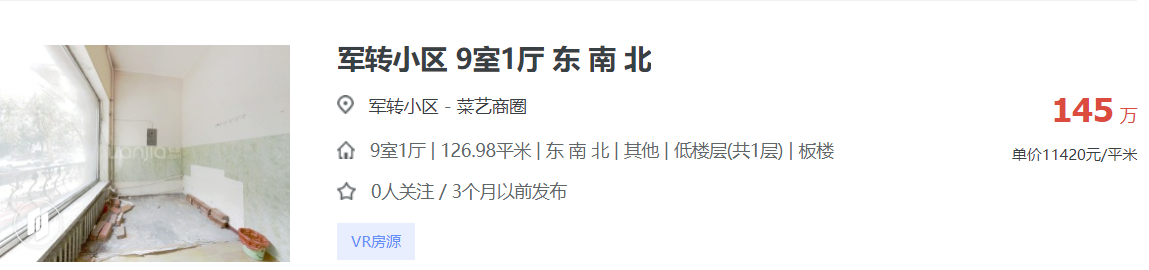 军转小区 9室1厅 东 南 北
军转小区 - 菜艺商圈
145 万
9室1厅 | 126.98平米 | 东 南 北 | 其他 | 低楼层(共1层) | 板楼
单价11420元/平米
0人关注 / 3个月以前发布
VR房源
uanjia